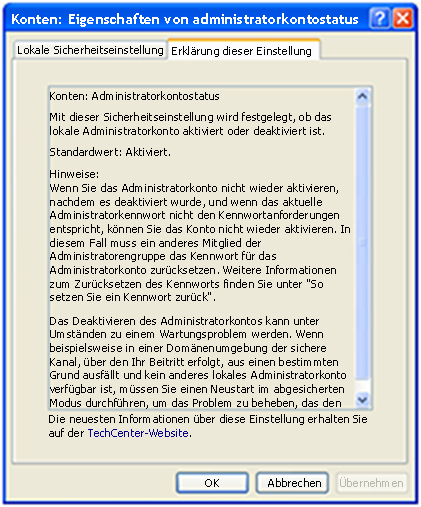 Konten: Eigenschaften von administratorkontostatus
Lokale Sicherheitseinstellung
Erklärung dieser Einstellung
Konten: Administratorkontostatus
Mit dieser Sicherheitseinstellung wird festgelegt, ob das
lokale Administratorkonto aktiviert oder deaktiviert ist.
Standardwert: Aktiviert.
Hinweise:
Wenn Sie das Administratorkonto nicht wieder aktivieren,
nachdem es deaktiviert wurde, und wenn das aktuelle
Administratorkennwort nicht den Kennwortanforderungen
entspricht, können Sie das Konto nicht wieder aktivieren. In
diesem Fall muss ein anderes Mitglied der
Administratorengruppe das Kennwort für das
Administratorkonto zurücksetzen. Weitere Informationen
zum Zurücksetzen des Kennworts finden Sie unter "So
setzen Sie ein Kennwort zurück".
Das Deaktivieren des Administratorkontos kann unter
Umständen zu einem Wartungsproblem werden. Wenn
beispielsweise in einer Domänenumgebung der sichere
Kanal, über den Ihr Beitritt erfolgt, aus einen bestimmten
Grund ausfällt und kein anderes lokales Administratorkonto
verfügbar ist, müssen Sie einen Neustart im abgesicherten
Modus durchführen, um das Problem zu beheben, das den
Die neuesten Informationen über diese Einstellung erhalten Sie
auf der TechCenter-Website.
OK
Abbrechen
Übernehmen